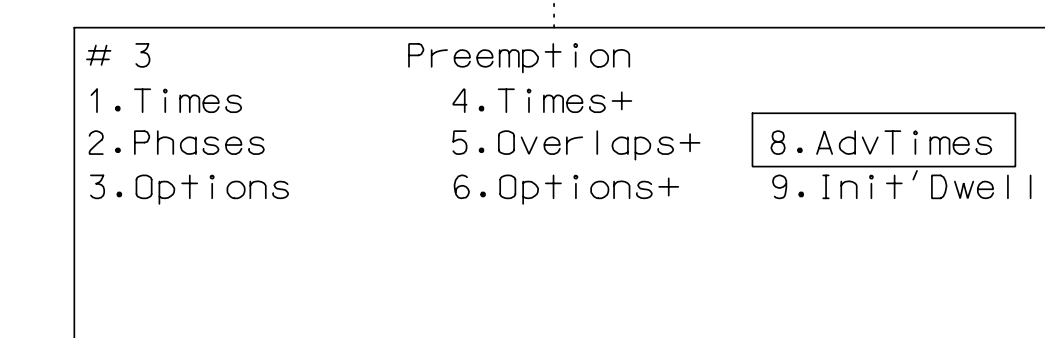 # 3 Preemption
1.Times 4.Times+
2.Phases 5.Overlaps+ 8.AdvTimes
3.Options 6.Options+ 9.Init'Dwell